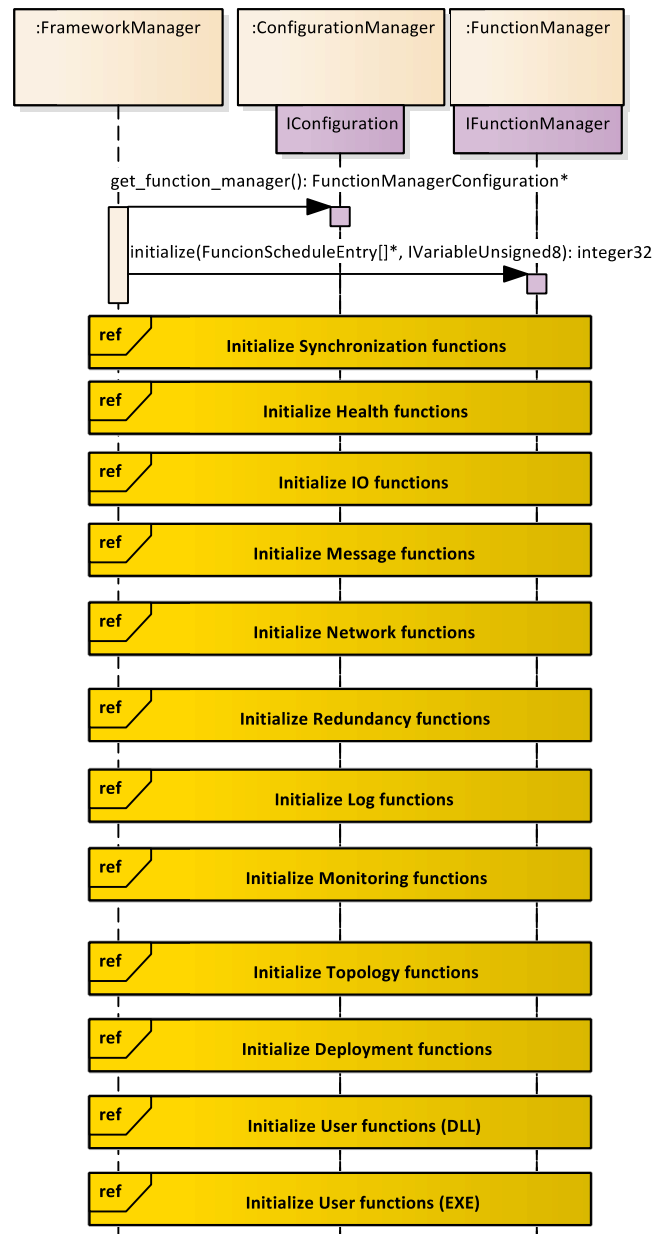 :FrameworkManager
:ConfigurationManager
:FunctionManager
IConfiguration
IFunctionManager
get_function_manager(): FunctionManagerConfiguration*
initialize(FuncionScheduleEntry[]*, IVariableUnsigned8): integer32
ref
Initialize Synchronization functions
ref
Initialize Health functions
ref
Initialize IO functions
ref
Initialize Message functions
ref
Initialize Network functions
ref
Initialize Redundancy functions
ref
Initialize Log functions
ref
Initialize Monitoring functions
ref
Initialize Topology functions
ref
Initialize Deployment functions
ref
Initialize User functions (DLL)
ref
Initialize User functions (EXE)